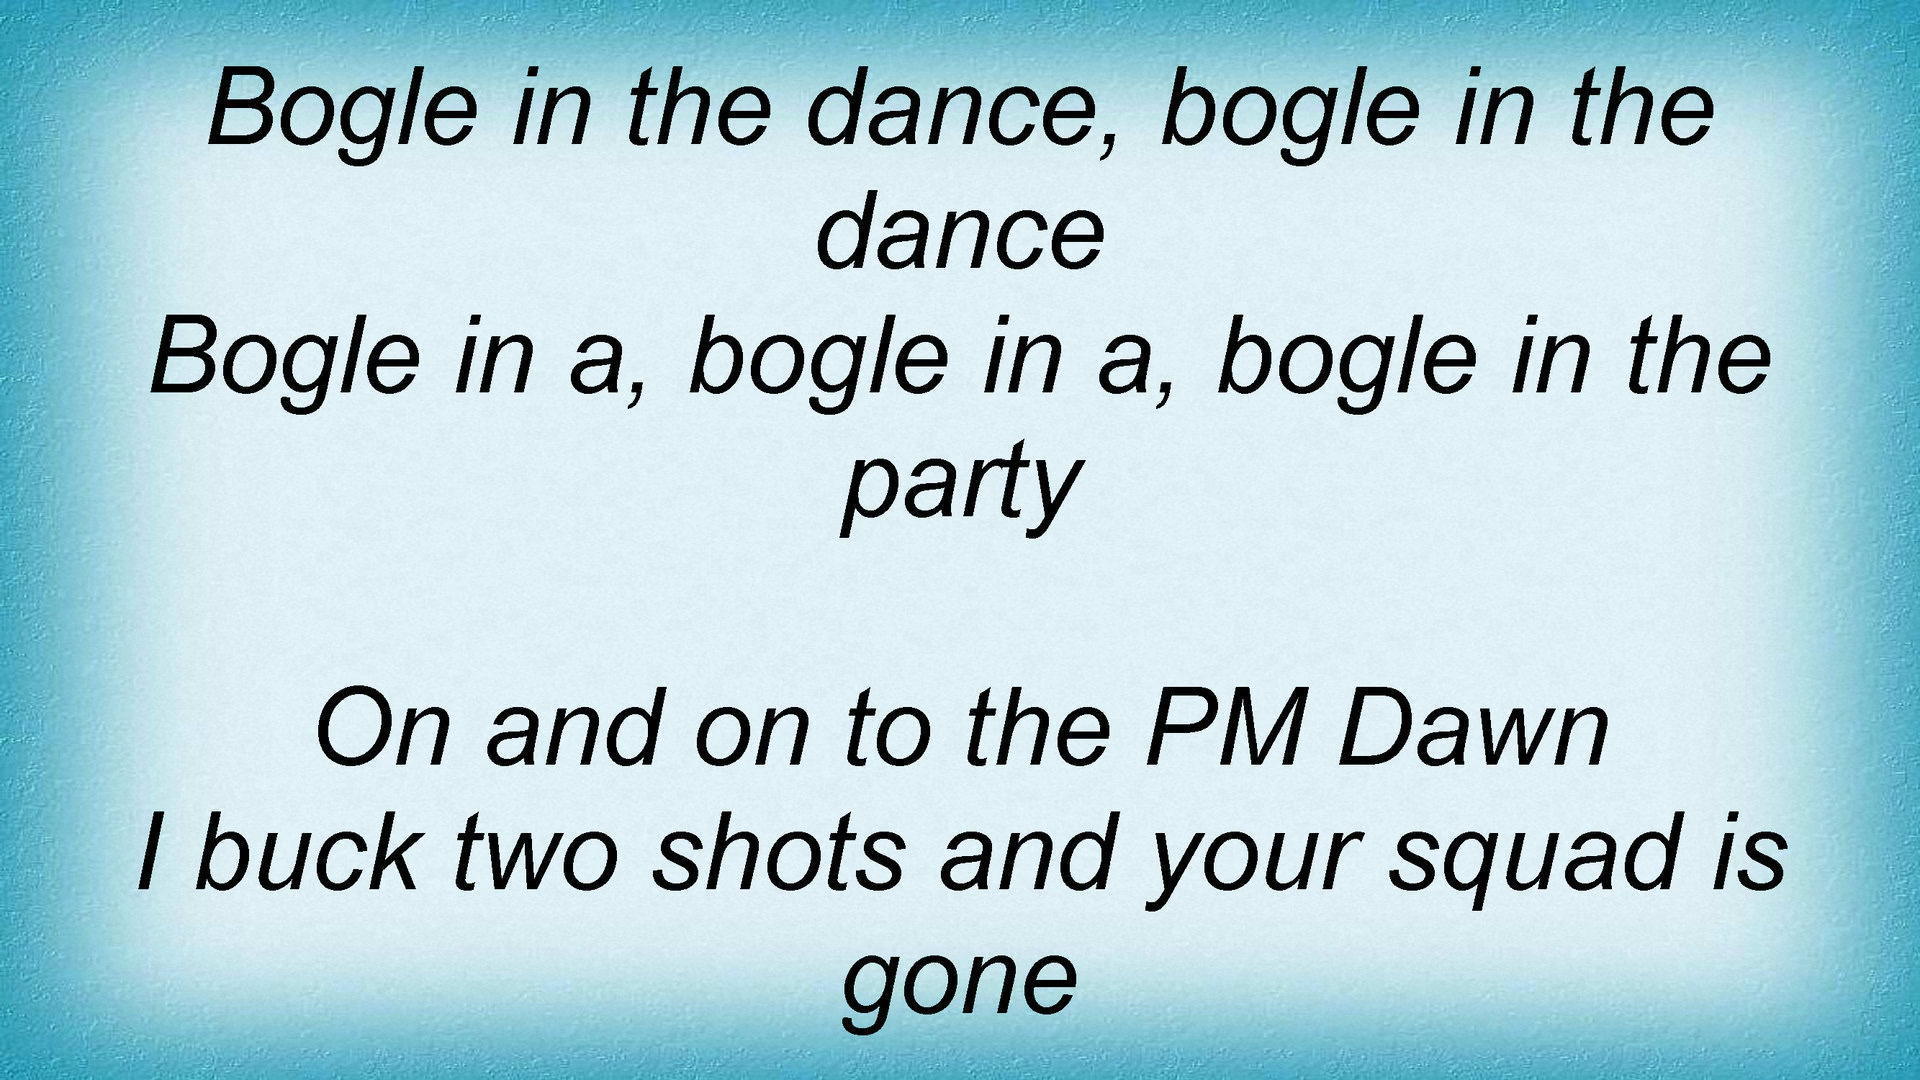 Bogle in the dance, bogle in the
dance
Bogle in a, bogle in a, bogle in the
party
On and on to the PM Dawn
I buck two shots and your squad is
gone